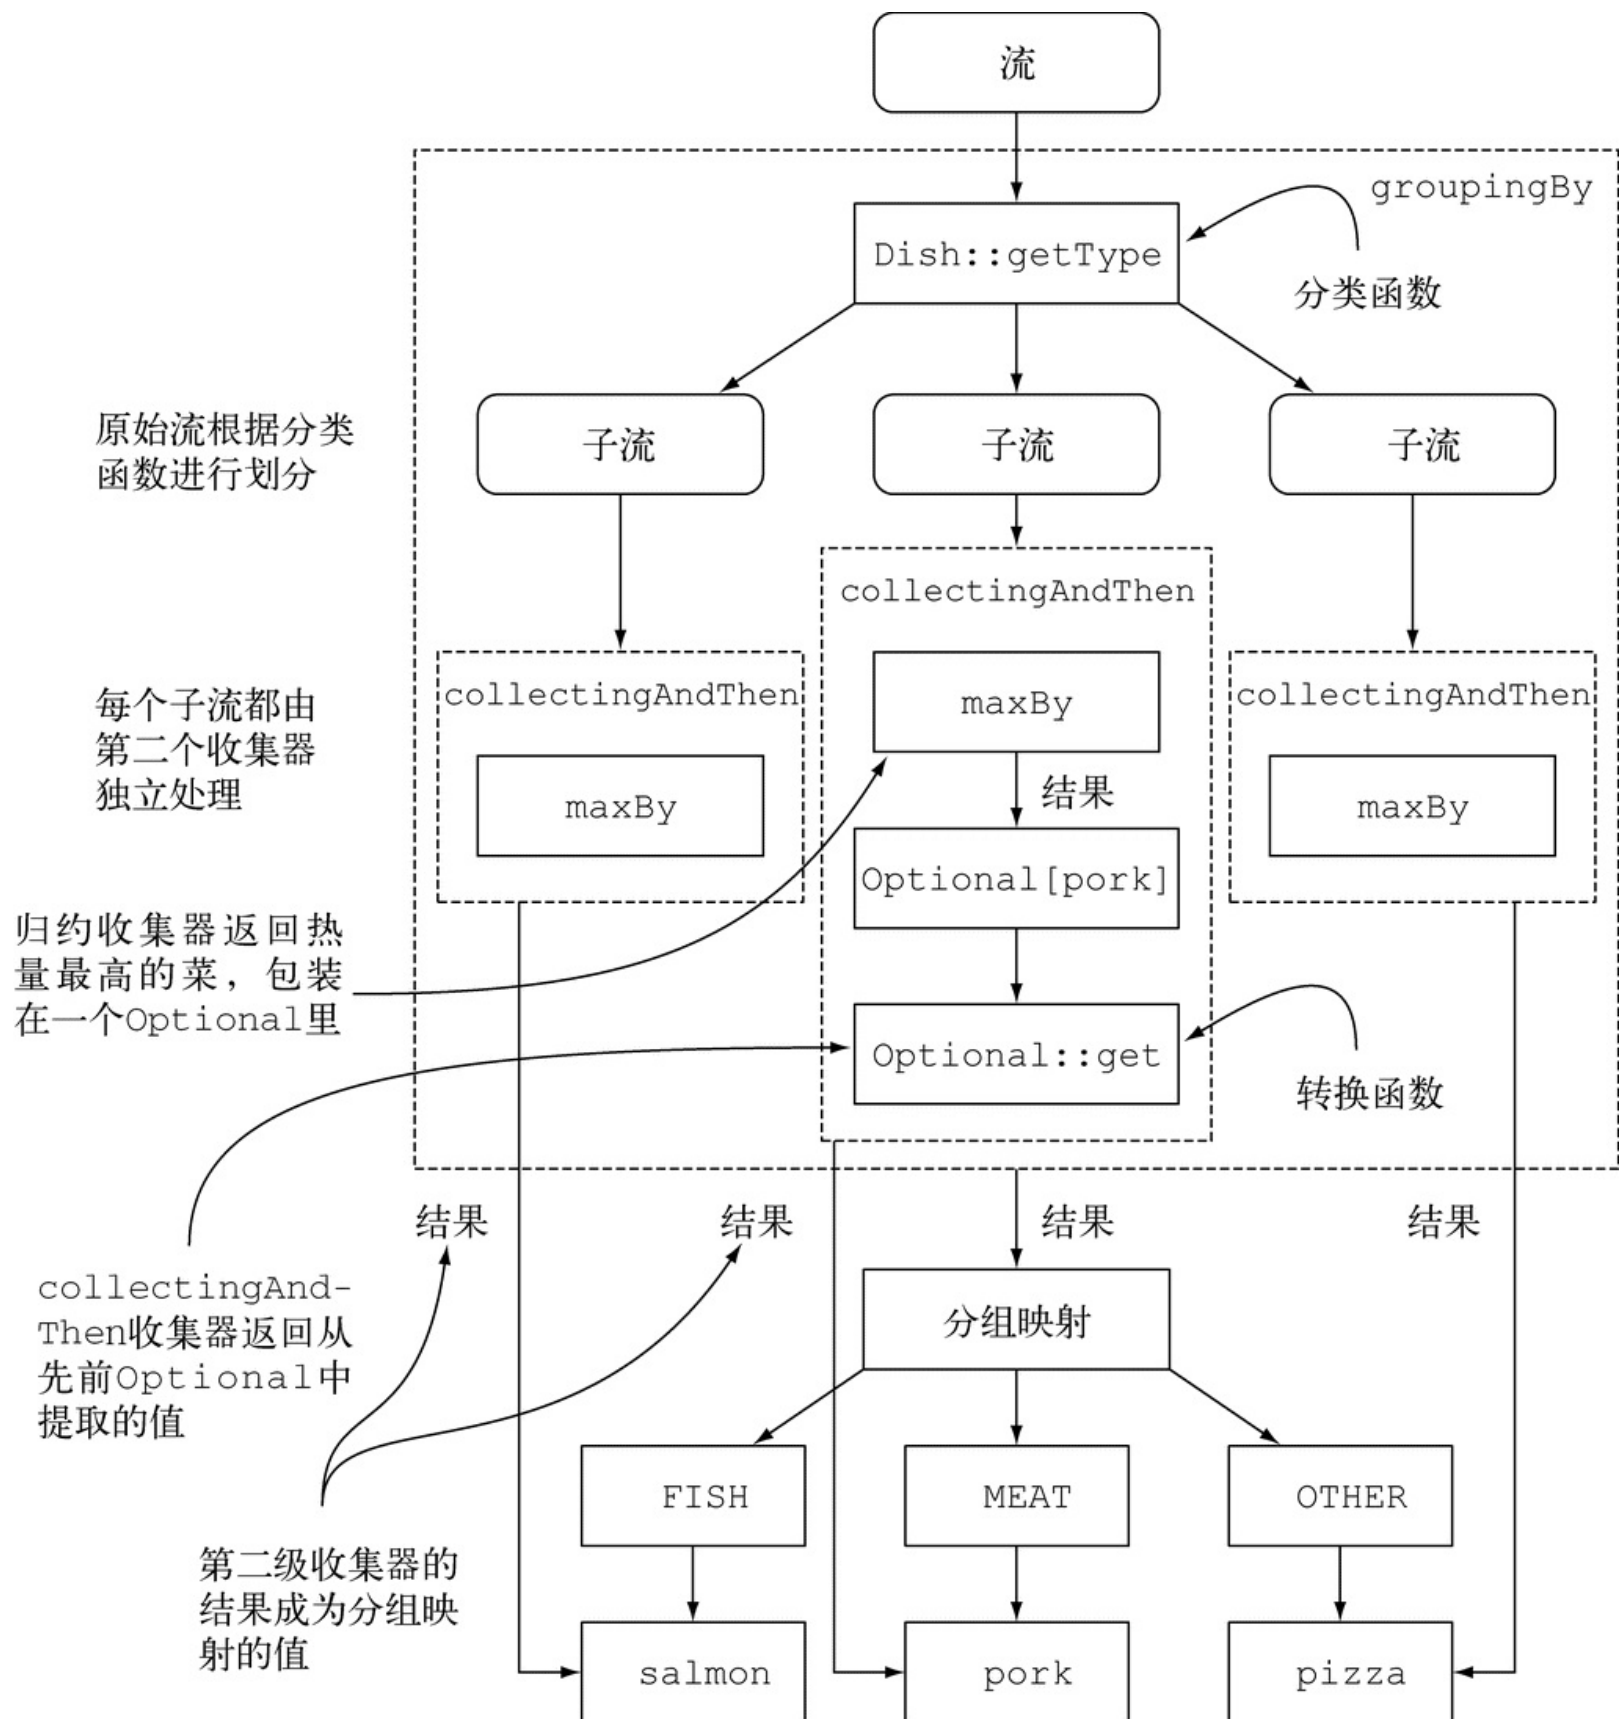 流
groupingBy
Dish::getType
分类函数
原始流根据分类
函数进行划分
子流
子流
子流
collectingAndThen
每个子流都由
第二个收集器
独立处理
collectingAndThen
maxBy
collectingAndThen
maxBy
结果
maxBy
Optional[pork]
归约收集器返回热
量最高的菜，包装
在一个Optional里
Optional::get
转换函数
结果
结果
结果
结果
collectingAnd-
Then收集器返回从
先前Optional中
提取的值
分组映射
FISH
MEAT
OTHER
第二级收集器的
结果成为分组映
射的值
salmon
pork
pizza